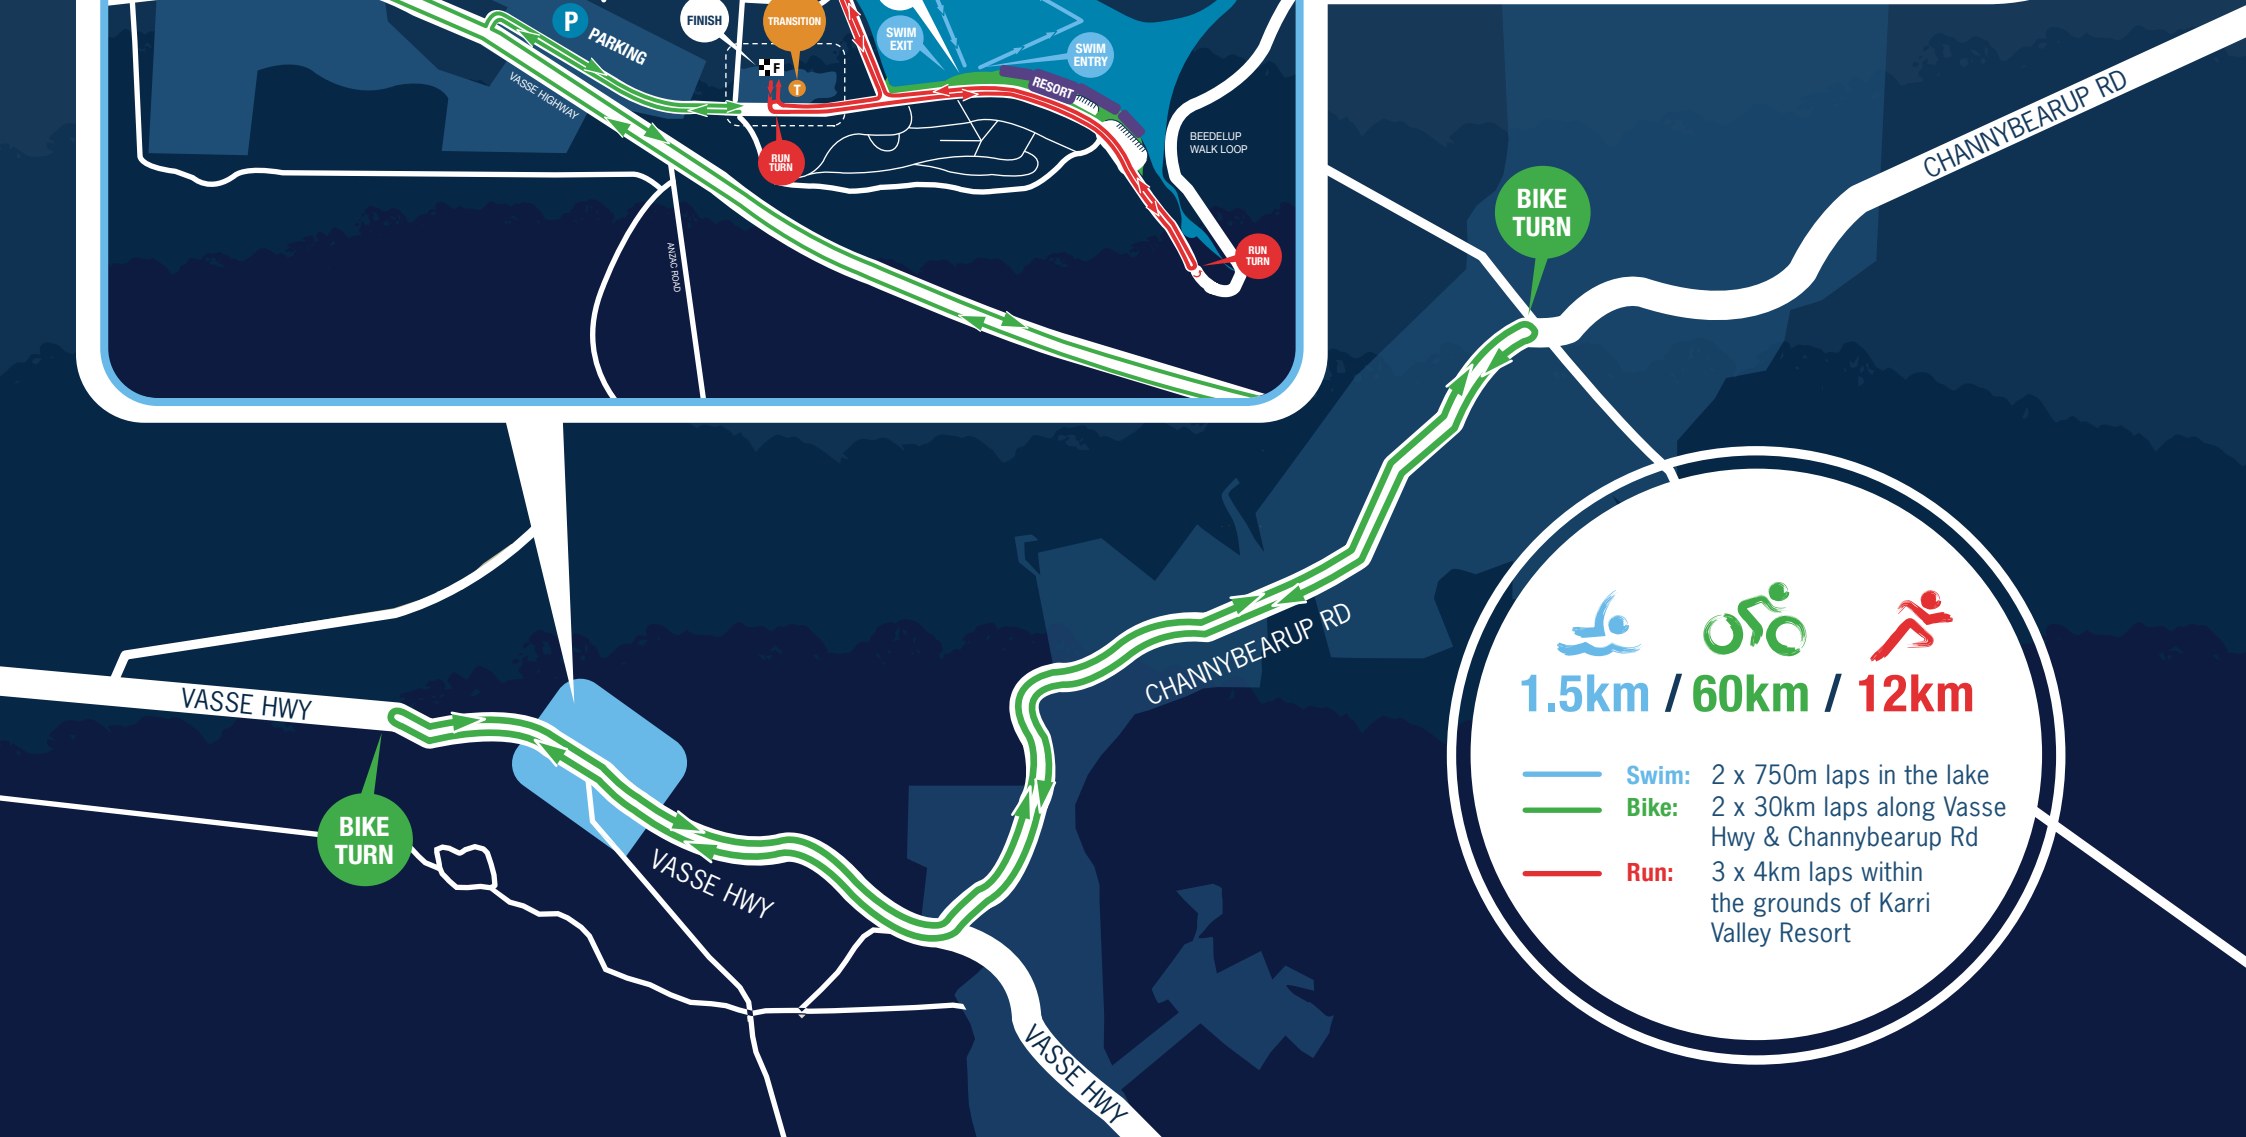 P
PARKING
FINISH
TRANSITION
F
T
SWIM
EXIT
SWIM
ENTRY
RESORT
BEEDELUP
WALK LOOP
VASSE HIGHWAY
RUN
TURN
ANZAC ROAD
RUN
TURN
CHANNYBEARUP RD
BIKE
TURN
CHANNYBEARUP RD
VASSE HWY
BIKE
TURN
VASSE HWY
VASSE HWY
1.5km / 60km / 12km
Swim: 2 x 750m laps in the lake
Bike: 2 x 30km laps along Vasse
Hwy & Channybearup Rd
Run: 3 x 4km laps within
the grounds of Karri
Valley Resort